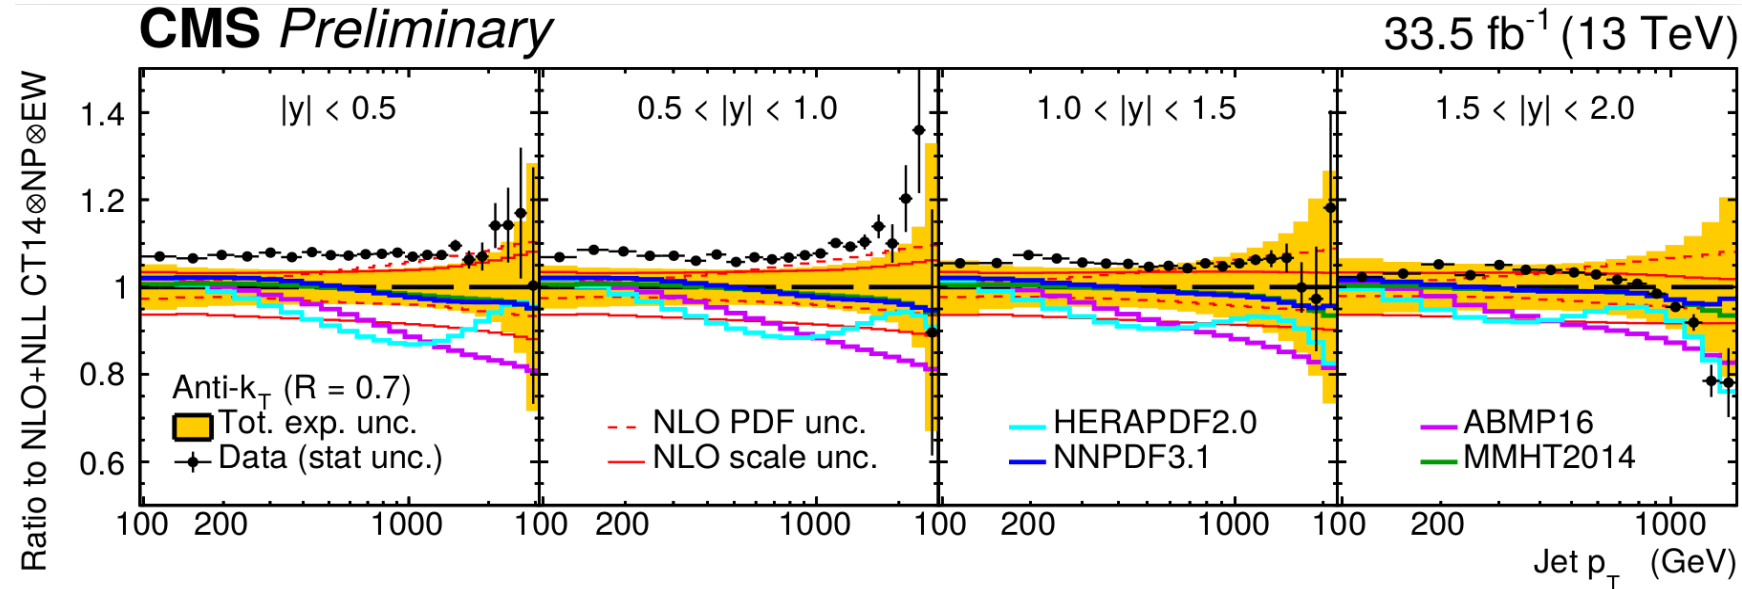 CMS Preliminary
33.5 fb⁻¹ (13 TeV)
Ratio to NLO+NLL CT14⊗NP⊗EW
|y| < 0.5
0.5 < |y| < 1.0
1.0 < |y| < 1.5
1.5 < |y| < 2.0
1.4
1.2
1
0.8
0.6
Anti-k_T (R = 0.7)
Tot. exp. unc.
Data (stat unc.)
NLO PDF unc.
NLO scale unc.
HERAPDF2.0
NNPDF3.1
ABMP16
MMHT2014
100 200 1000 100 200 1000 100 200 1000 100 200 1000
Jet p_T (GeV)